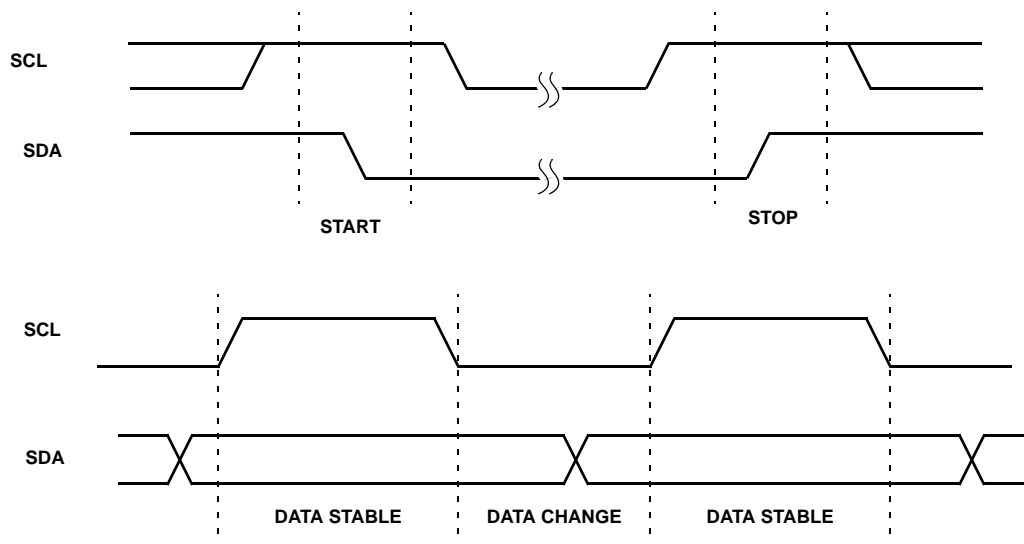 SCL
SDA
START
STOP
SCL
SDA
DATA STABLE
DATA CHANGE
DATA STABLE